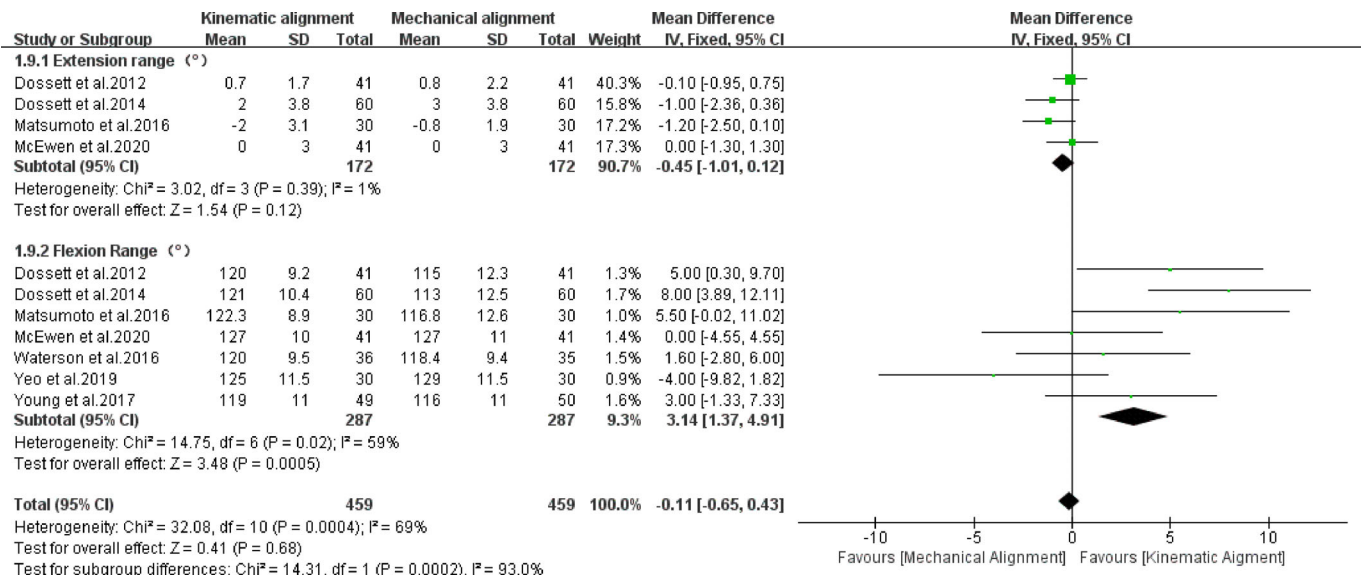 Kinematic alignment Mechanical alignment Mean Difference Mean Difference
Study or Subgroup Mean SD Total Mean SD Total Weight IV, Fixed, 95% CI IV, Fixed, 95% CI
1.9.1 Extension range (°)
Dossett et al.2012 0.7 1.7 41 0.8 2.2 41 40.3% -0.10 [-0.95, 0.75]
Dossett et al.2014 2 3.8 60 3 3.8 60 15.8% -1.00 [-2.36, 0.36]
Matsumoto et al.2016 -2 3.1 30 -0.8 1.9 30 17.2% -1.20 [-2.50, 0.10]
McEwen et al.2020 0 3 41 0 3 41 17.3% 0.00 [-1.30, 1.30]
Subtotal (95% CI) 172 172 90.7% -0.45 [-1.01, 0.12]
Heterogeneity: Chi² = 3.02, df = 3 (P = 0.39); I² = 1%
Test for overall effect: Z = 1.54 (P = 0.12)
1.9.2 Flexion Range (°)
Dossett et al.2012 120 9.2 41 115 12.3 41 1.3% 5.00 [0.30, 9.70]
Dossett et al.2014 121 10.4 60 113 12.5 60 1.7% 8.00 [3.89, 12.11]
Matsumoto et al.2016 122.3 8.9 30 116.8 12.6 30 1.0% 5.50 [-0.02, 11.02]
McEwen et al.2020 127 10 41 127 11 41 1.4% 0.00 [-4.55, 4.55]
Waterson et al.2016 120 9.5 36 118.4 9.4 35 1.5% 1.60 [-2.80, 6.00]
Yeo et al.2019 125 11.5 30 129 11.5 30 0.9% -4.00 [-9.82, 1.82]
Young et al.2017 119 11 49 116 11 50 1.6% 3.00 [-1.33, 7.33]
Subtotal (95% CI) 287 287 9.3% 3.14 [1.37, 4.91]
Heterogeneity: Chi² = 14.75, df = 6 (P = 0.02); I² = 59%
Test for overall effect: Z = 3.48 (P = 0.0005)
Total (95% CI) 459 459 100.0% -0.11 [-0.65, 0.43]
Heterogeneity: Chi² = 32.08, df = 10 (P = 0.0004); I² = 69%
Test for overall effect: Z = 0.41 (P = 0.68)
Test for subgroup differences: Chi² = 14.31, df = 1 (P = 0.0002), I² = 93.0%
-10 -5 0 5 10
Favours [Mechanical Alignment] Favours [Kinematic Aigment]